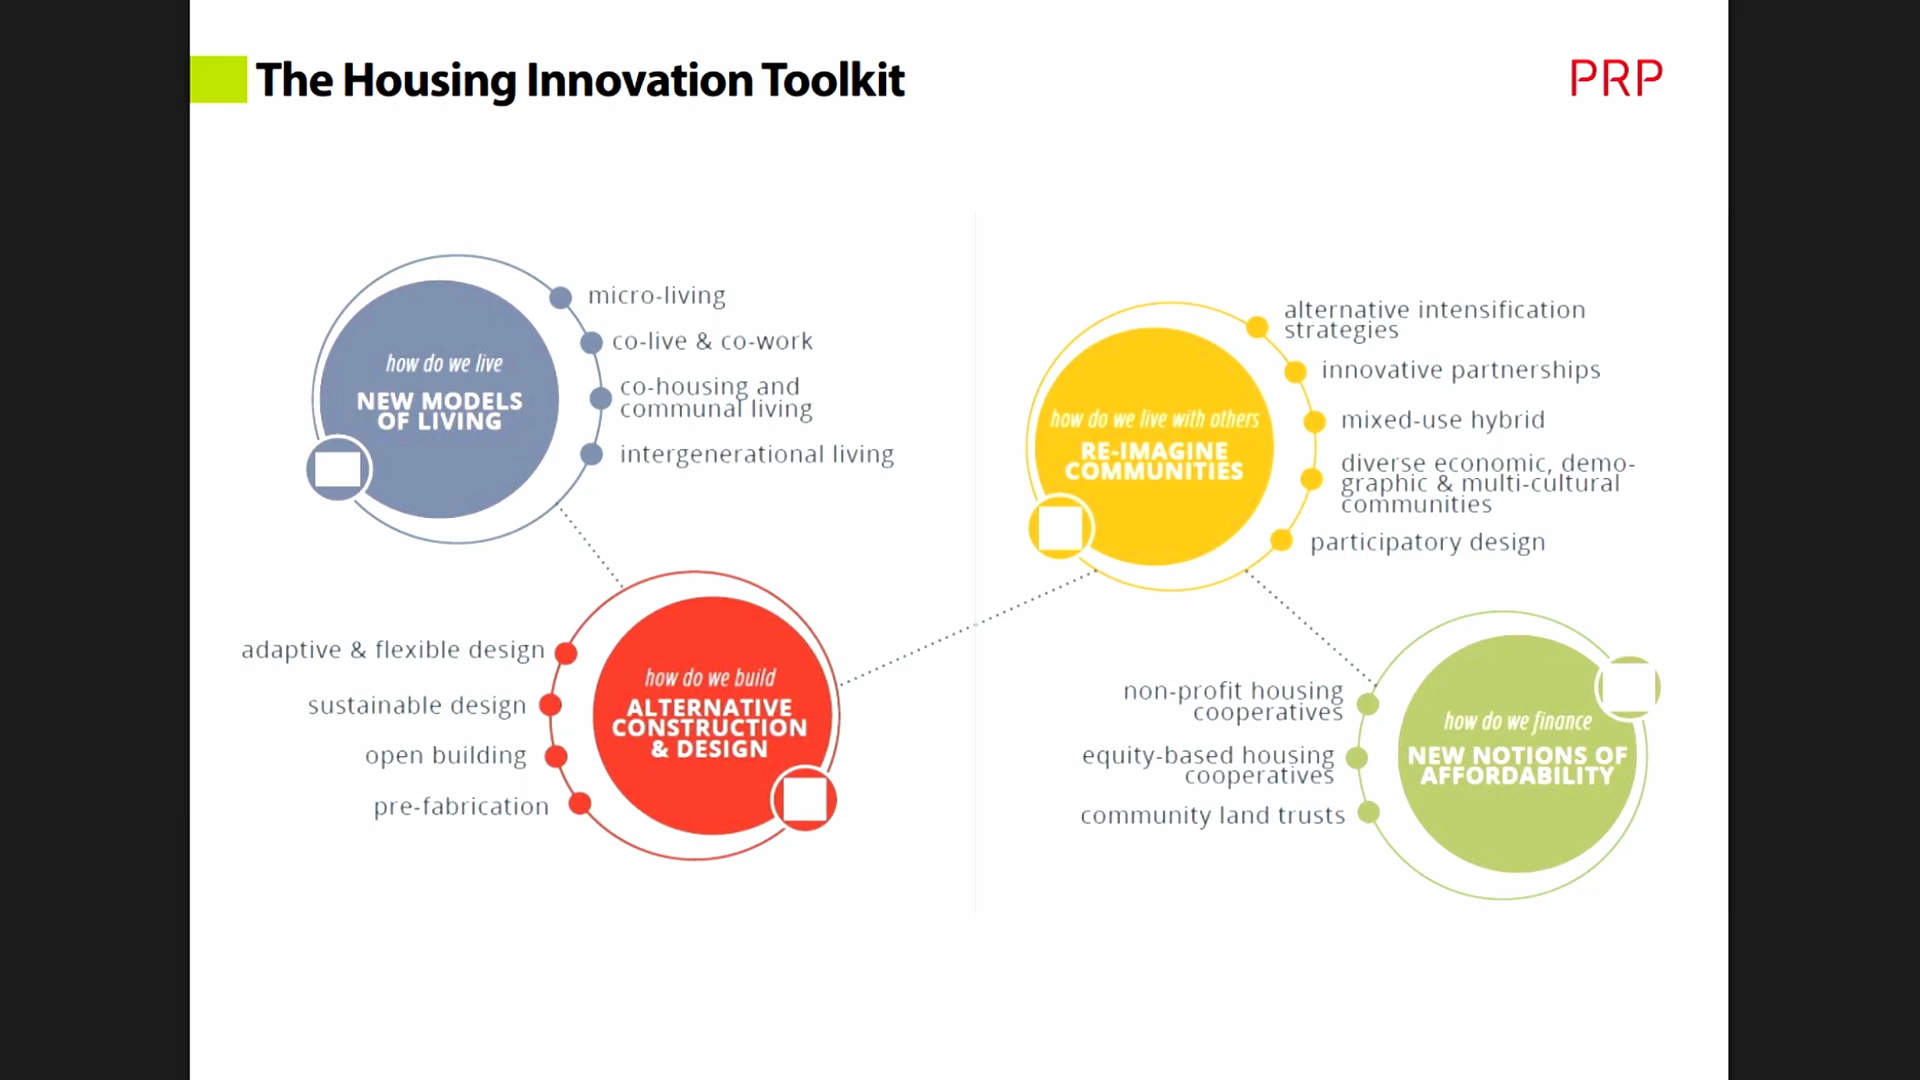 The Housing Innovation Toolkit
PRP
how do we live
NEW MODELS
OF LIVING
micro-living
co-live & co-work
co-housing and
communal living
intergenerational living
how do we live with others
RE-IMAGINE
COMMUNITIES
alternative intensification
strategies
innovative partnerships
mixed-use hybrid
diverse economic, demo-
graphic & multi-cultural
communities
participatory design
adaptive & flexible design
sustainable design
open building
pre-fabrication
how do we build
ALTERNATIVE
CONSTRUCTION
& DESIGN
non-profit housing
cooperatives
equity-based housing
cooperatives
community land trusts
how do we finance
NEW NOTIONS OF
AFFORDABILITY